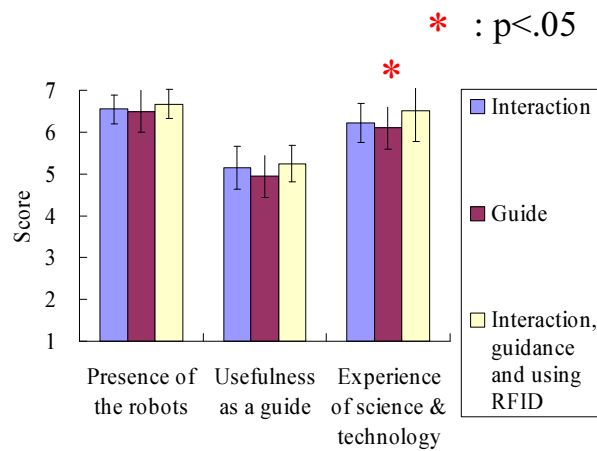 * : p<.05
*
7
6
5
4
3
2
1
Score
Presence of
the robots
Usefulness
as a guide
Experience
of science &
technology
Interaction
Guide
Interaction,
guidance
and using
RFID